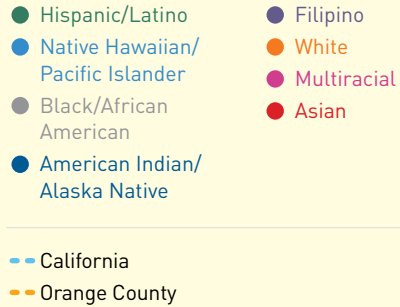 Hispanic/Latino
Native Hawaiian/
Pacific Islander
Black/African
American
American Indian/
Alaska Native
Filipino
White
Multiracial
Asian
California
Orange County